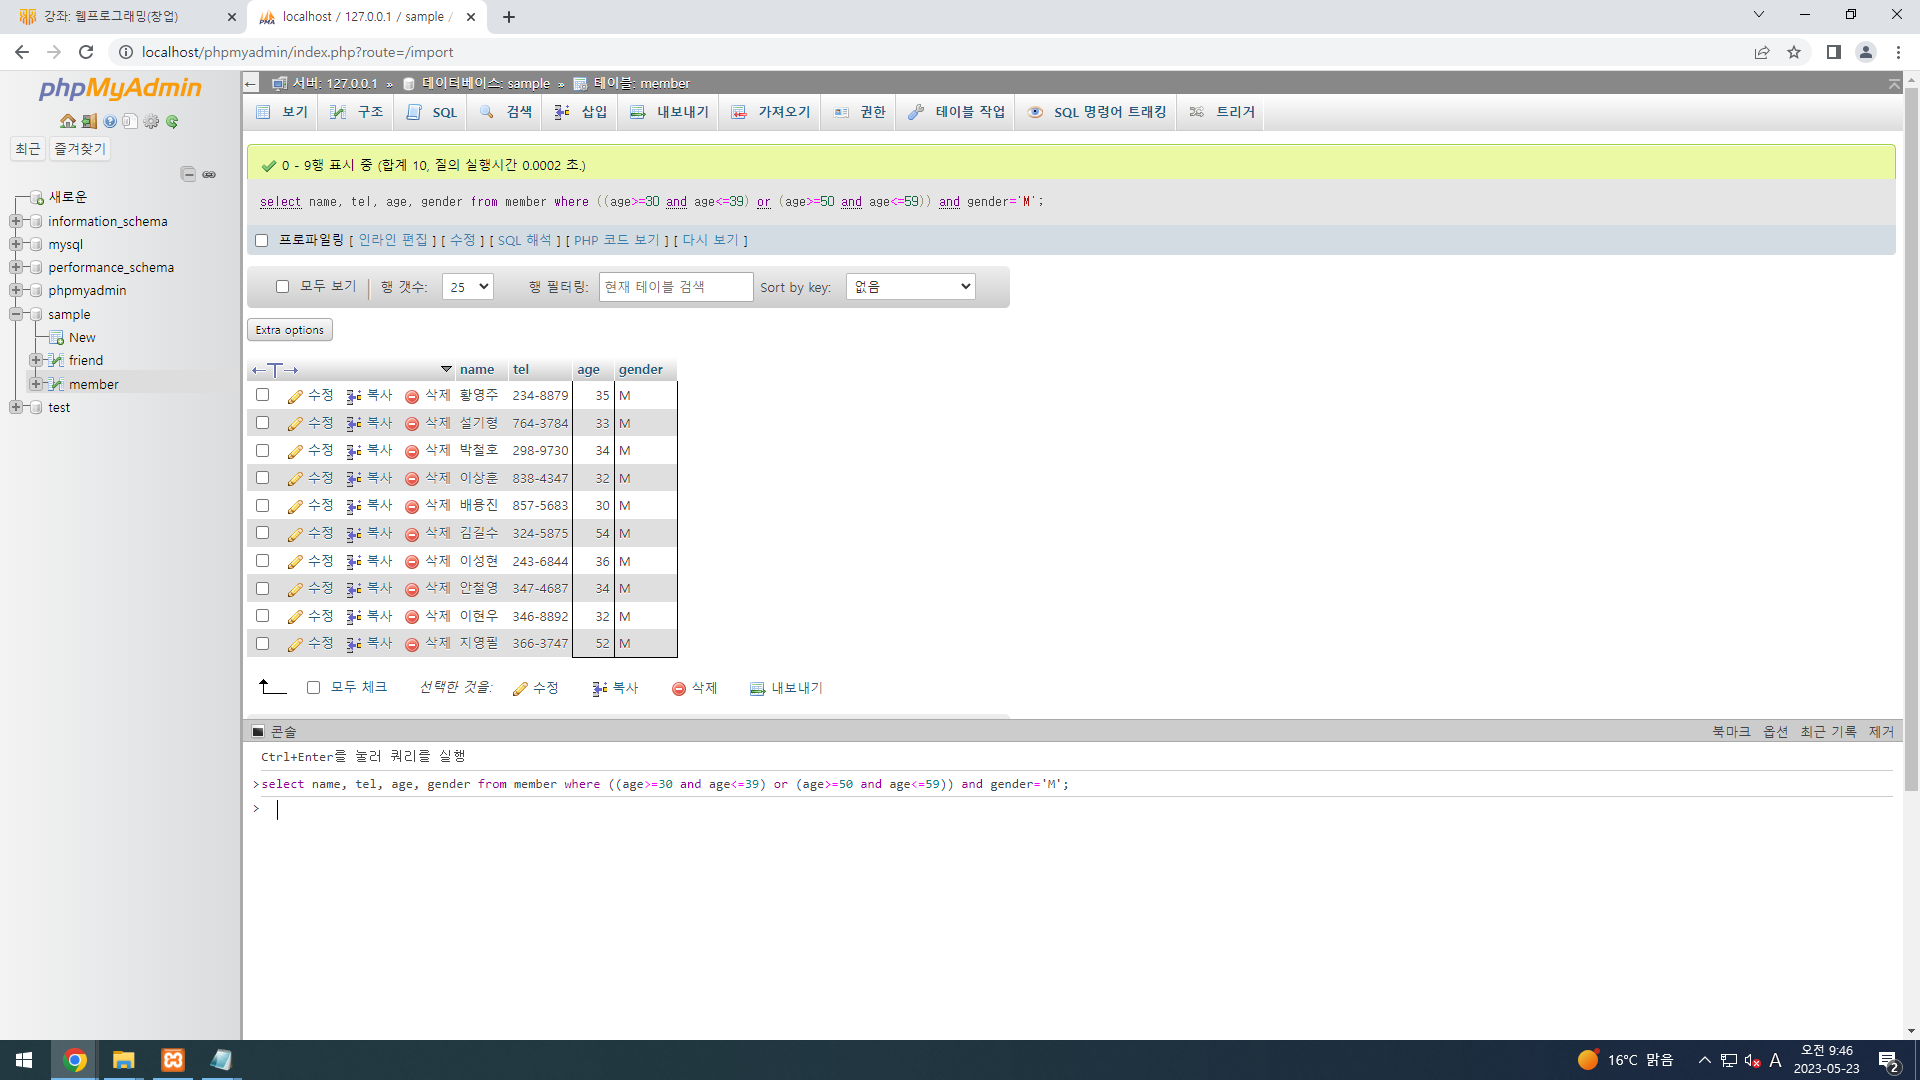 강좌: 웹프로그래밍(창업)
localhost / 127.0.0.1 / sample /
localhost/phpmyadmin/index.php?route=/import
phpMyAdmin
최근 즐겨찾기
새로운
information_schema
mysql
performance_schema
phpmyadmin
sample
New
friend
member
test
서버: 127.0.0.1 » 데이터베이스: sample » 테이블: member
보기 구조 SQL 검색 삽입 내보내기 가져오기 권한 테이블 작업 SQL 명령어 트래킹 트리거
0 - 9행 표시 중 (합계 10, 질의 실행시간 0.0002 초.)
select name, tel, age, gender from member where ((age>=30 and age<=39) or (age>=50 and age<=59)) and gender='M';
프로파일링 [ 인라인 편집 ] [ 수정 ] [ SQL 해석 ] [ PHP 코드 보기 ] [ 다시 보기 ]
모두 보기 행 갯수: 25 행 필터링: 현재 테이블 검색 Sort by key: 없음
Extra options
←T→ name tel age gender
수정 복사 삭제 황영주 234-8879 35 M
수정 복사 삭제 설기형 764-3784 33 M
수정 복사 삭제 박철호 298-9730 34 M
수정 복사 삭제 이상훈 838-4347 32 M
수정 복사 삭제 배용진 857-5683 30 M
수정 복사 삭제 김길수 324-5875 54 M
수정 복사 삭제 이성현 243-6844 36 M
수정 복사 삭제 안철영 347-4687 34 M
수정 복사 삭제 이현우 346-8892 32 M
수정 복사 삭제 지영필 366-3747 52 M
모두 체크 선택한 것을: 수정 복사 삭제 내보내기
콘솔 북마크 옵션 최근 기록 제거
Ctrl+Enter를 눌러 쿼리를 실행
>select name, tel, age, gender from member where ((age>=30 and age<=39) or (age>=50 and age<=59)) and gender='M';
>
16°C 맑음 A 오전 9:46
2023-05-23 2